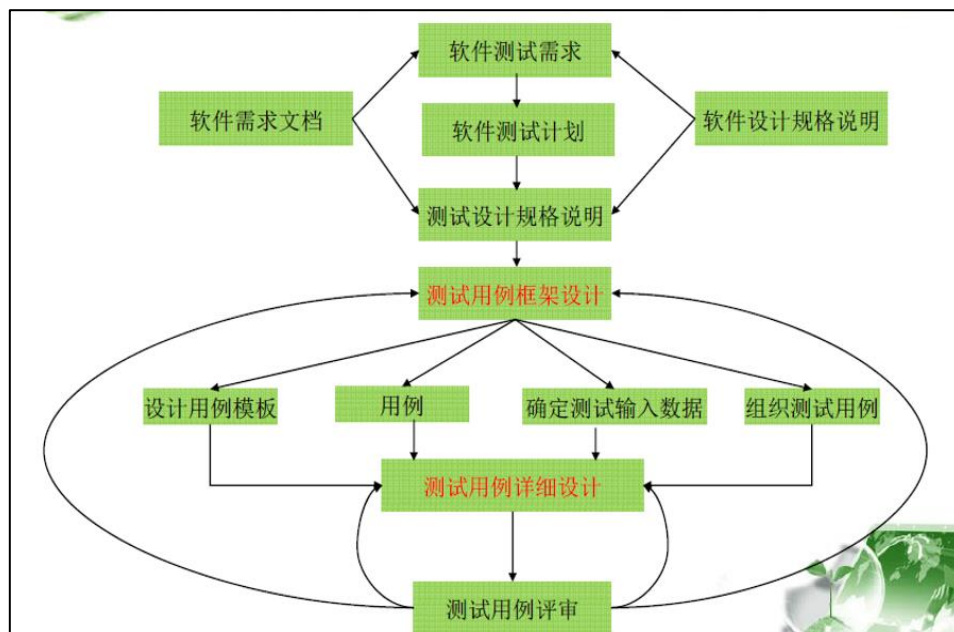 软件测试需求
软件需求文档
软件测试计划
软件设计规格说明
测试设计规格说明
测试用例框架设计
设计用例模板
用例
确定测试输入数据
组织测试用例
测试用例详细设计
测试用例评审